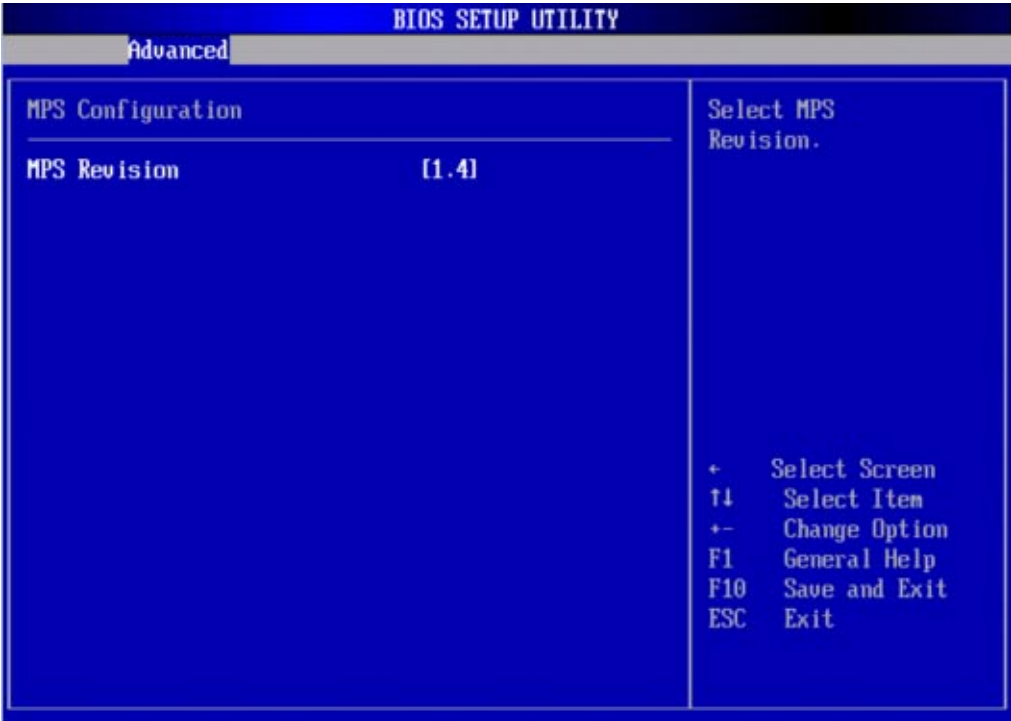 BIOS SETUP UTILITY
Advanced
MPS Configuration
MPS Revision [1.4]
Select MPS
Revision.
← Select Screen
↑↓ Select Item
+- Change Option
F1 General Help
F10 Save and Exit
ESC Exit